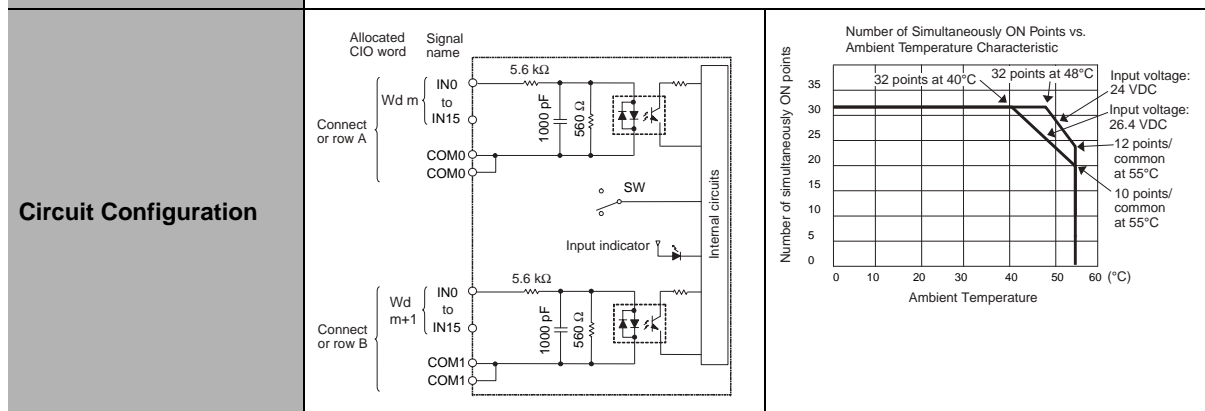 Circuit Configuration
Allocated
CIO word
Signal
name
Connect
or row A
Wd m
IN0
to
IN15
COM0
COM0
5.6 kΩ
1000 pF
560 Ω
SW
Input indicator
Internal circuits
Connect
or row B
Wd
m+1
IN0
to
IN15
COM1
COM1
5.6 kΩ
1000 pF
560 Ω
Number of Simultaneously ON Points vs.
Ambient Temperature Characteristic
Number of simultaneously ON points
35
30
25
20
15
10
5
0
32 points at 40°C
32 points at 48°C
Input voltage:
24 VDC
Input voltage:
26.4 VDC
12 points/
common
at 55°C
10 points/
common
at 55°C
0 10 20 30 40 50 60 (°C)
Ambient Temperature